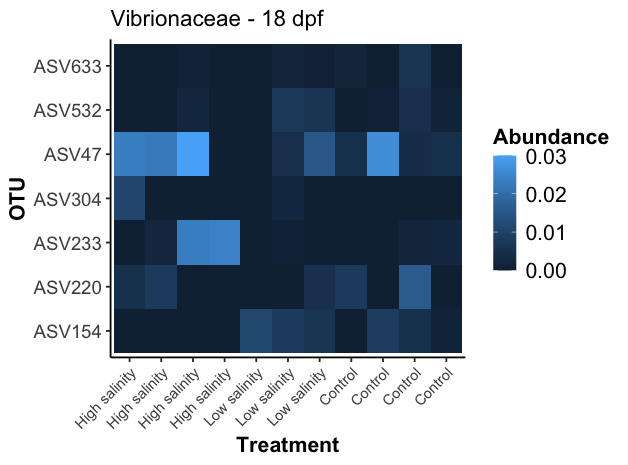 Vibrionaceae - 18 dpf
OTU
ASV633
ASV532
ASV47
ASV304
ASV233
ASV220
ASV154
High salinity
High salinity
High salinity
High salinity
Low salinity
Low salinity
Low salinity
Control
Control
Control
Control
Treatment
Abundance
0.03
0.02
0.01
0.00